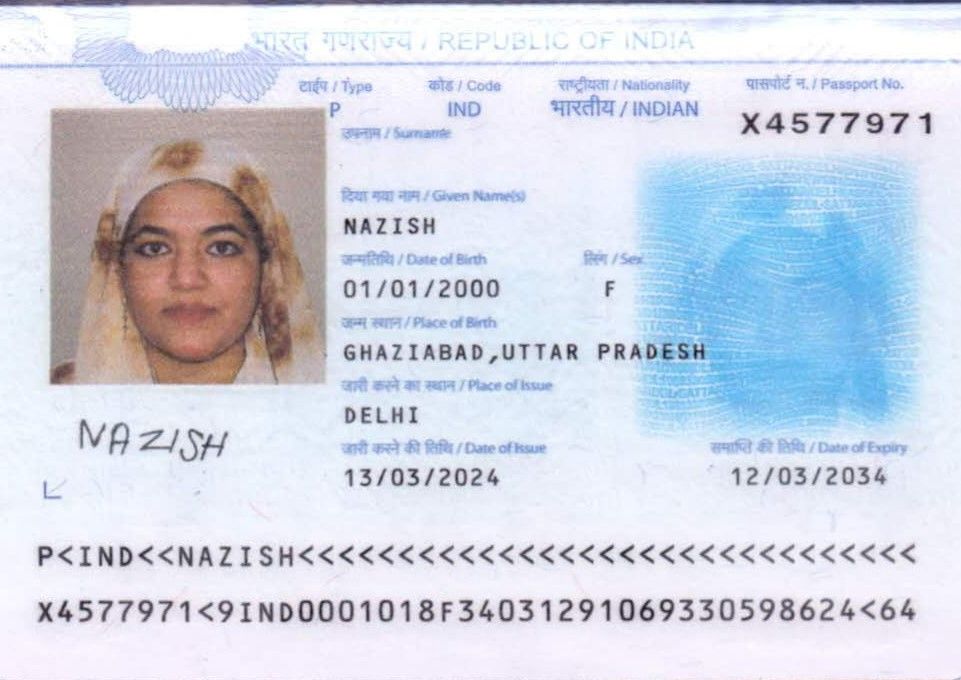 भारत गणराज्य / REPUBLIC OF INDIA
टाईप / Type कोड / Code राष्ट्रीयता / Nationality पासपोर्ट न. / Passport No.
P IND भारतीय / INDIAN X4577971
उपनाम / Surname
दिया गया नाम / Given Name(s)
NAZISH
जन्मतिथि / Date of Birth लिंग / Sex
01/01/2000 F
जन्म स्थान / Place of Birth
GHAZIABAD,UTTAR PRADESH
जारी करने का स्थान / Place of Issue
DELHI
NAZISH
जारी करने की तिथि / Date of Issue समाप्ति की तिथि / Date of Expiry
13/03/2024 12/03/2034
P<IND<<NAZISH<<<<<<<<<<<<<<<<<<<<<<<<<<<<<<<
X4577971<9IND0001018F34031291069330598624<64